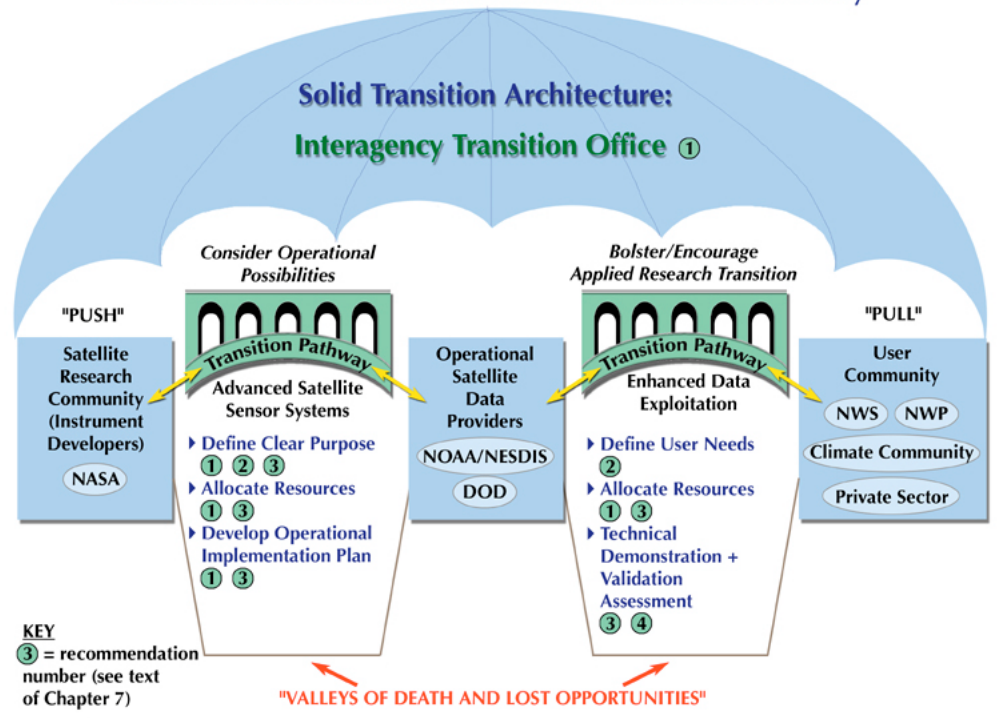 Solid Transition Architecture:
Interagency Transition Office 1
Consider Operational
Possibilities
Bolster/Encourage
Applied Research Transition
"PUSH"
"PULL"
Satellite
Research
Community
(Instrument
Developers)
NASA
Transition Pathway
Advanced Satellite
Sensor Systems
Define Clear Purpose
1 2 3
Allocate Resources
1 3
Develop Operational
Implementation Plan
1 3
Operational
Satellite
Data
Providers
NOAA/NESDIS
DOD
Transition Pathway
Enhanced Data
Exploitation
Define User Needs
2
Allocate Resources
1 3
Technical
Demonstration +
Validation
Assessment
3 4
User
Community
NWS NWP
Climate Community
Private Sector
KEY
3 = recommendation
number (see text
of Chapter 7)
"VALLEYS OF DEATH AND LOST OPPORTUNITIES"